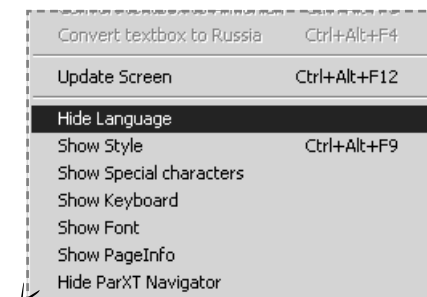 Convert textbox to Russia Ctrl+Alt+F4
Update Screen Ctrl+Alt+F12
Hide Language
Show Style Ctrl+Alt+F9
Show Special characters
Show Keyboard
Show Font
Show PageInfo
Hide ParXT Navigator